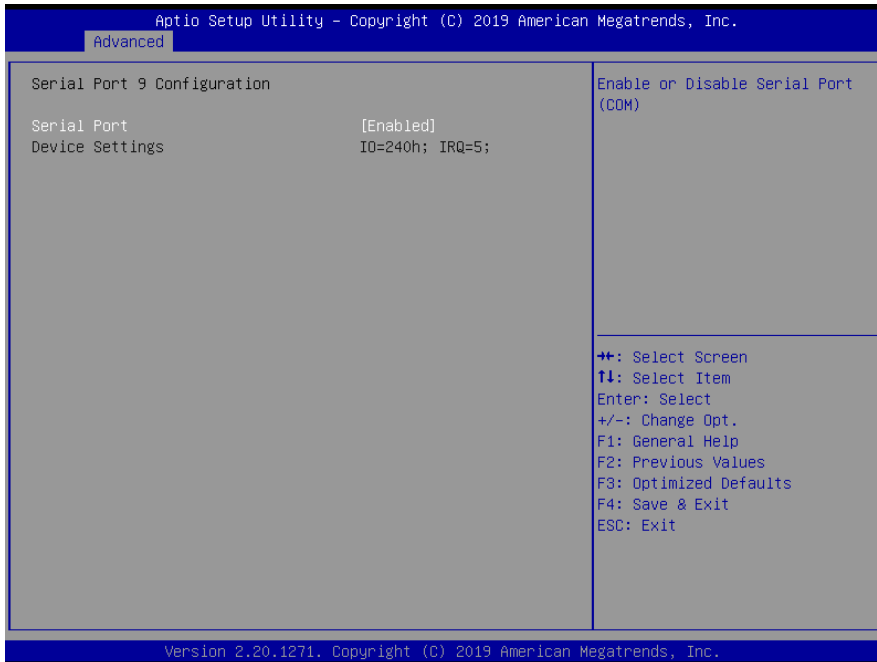 Aptio Setup Utility – Copyright (C) 2019 American Megatrends, Inc.
Advanced
Serial Port 9 Configuration
Serial Port [Enabled]
Device Settings IO=240h; IRQ=5;
Enable or Disable Serial Port
(COM)
→←: Select Screen
↑↓: Select Item
Enter: Select
+/-: Change Opt.
F1: General Help
F2: Previous Values
F3: Optimized Defaults
F4: Save & Exit
ESC: Exit
Version 2.20.1271. Copyright (C) 2019 American Megatrends, Inc.